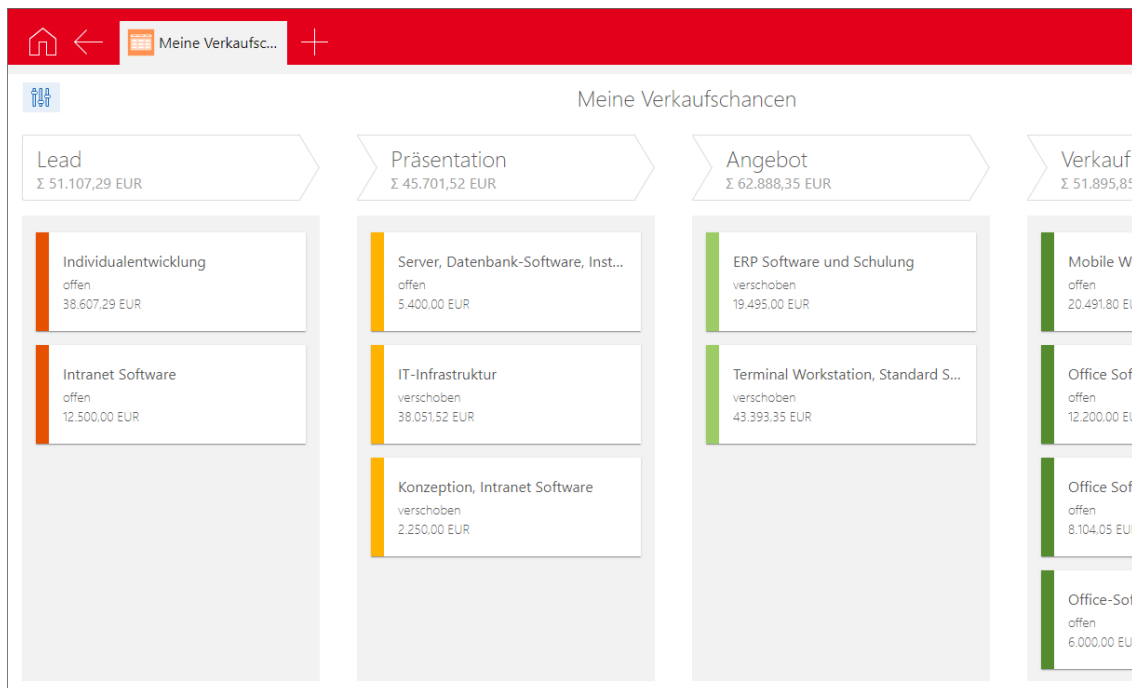 Meine Verkaufsc...
Meine Verkaufschancen
Lead
Σ 51.107,29 EUR
Individualentwicklung
offen
38.607,29 EUR
Intranet Software
offen
12.500,00 EUR
Präsentation
Σ 45.701,52 EUR
Server, Datenbank-Software, Inst...
offen
5.400,00 EUR
IT-Infrastruktur
verschoben
38.051,52 EUR
Konzeption, Intranet Software
verschoben
2.250,00 EUR
Angebot
Σ 62.888,35 EUR
ERP Software und Schulung
verschoben
19.495,00 EUR
Terminal Workstation, Standard S...
verschoben
43.393,35 EUR
Verkauf
Σ 51.895,85
Mobile W
offen
20.491,80 EU
Office Sof
offen
12.200,00 EU
Office Sof
offen
8.104,05 EU
Office-Sof
offen
6.000,00 EU